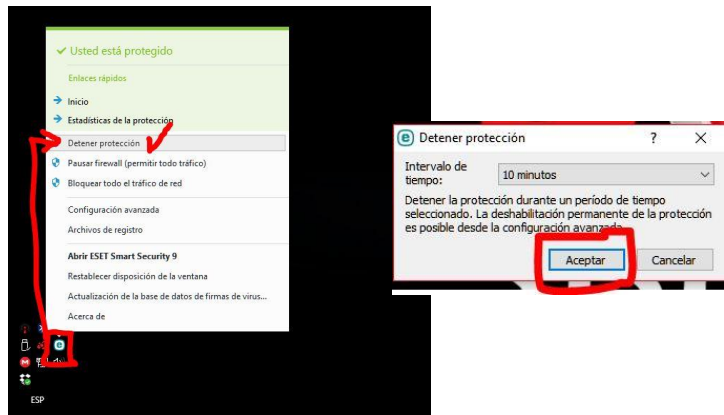 Usted está protegido
Enlaces rápidos
Inicio
Estadísticas de la protección
Detener protección
Pausar firewall (permitir todo tráfico)
Bloquear todo el tráfico de red
Configuración avanzada
Archivos de registro
Abrir ESET Smart Security 9
Restablecer disposición de la ventana
Actualización de la base de datos de firmas de virus...
Acerca de
ESP
Detener protección
Intervalo de
tiempo:
10 minutos
Detener la protección durante un período de tiempo
seleccionado. La deshabilitación permanente de la protección
es posible desde la configuración avanzada.
Aceptar
Cancelar